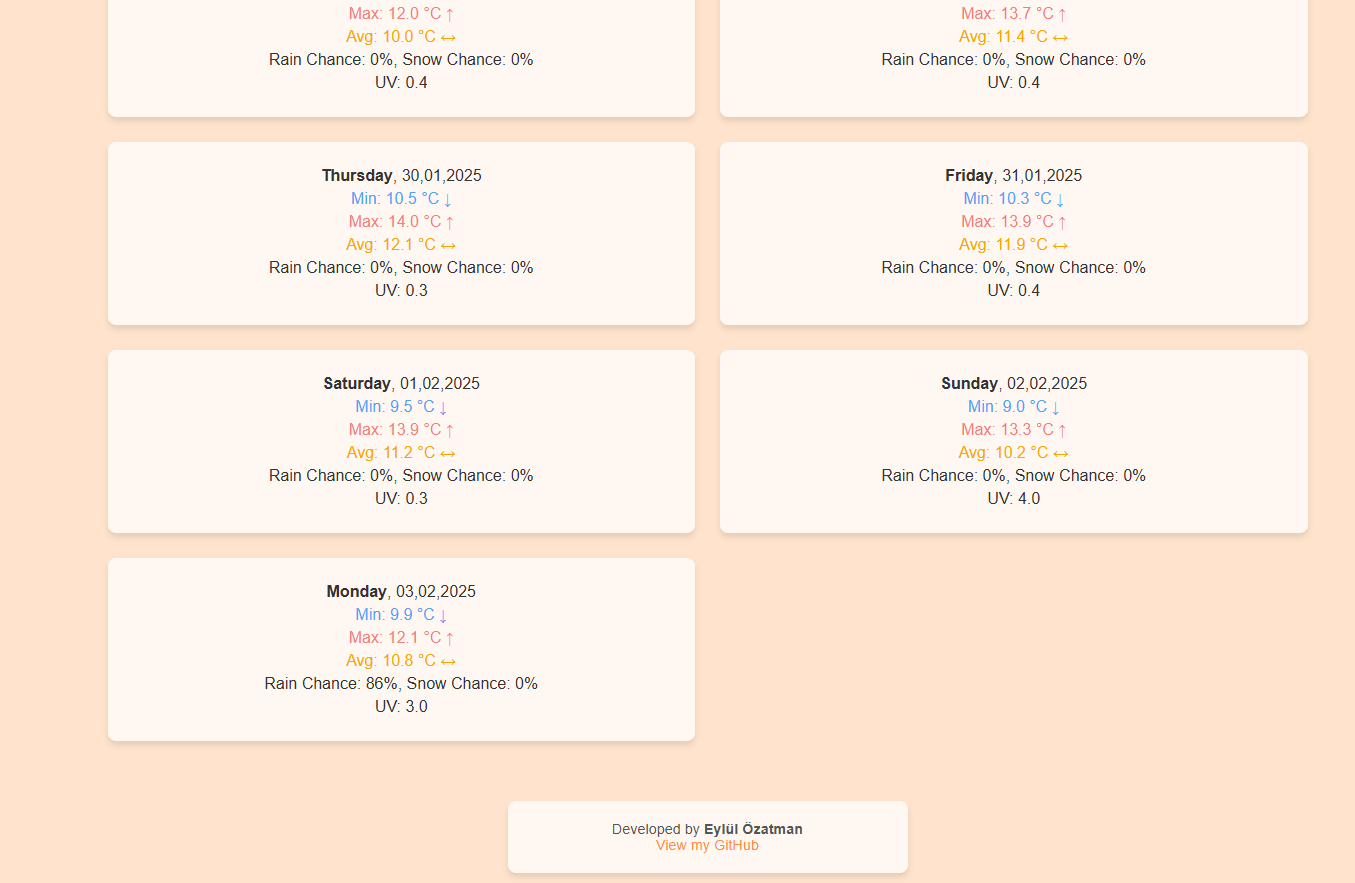 Max: 12.0 °C ↑
Avg: 10.0 °C ↔
Rain Chance: 0%, Snow Chance: 0%
UV: 0.4
Max: 13.7 °C ↑
Avg: 11.4 °C ↔
Rain Chance: 0%, Snow Chance: 0%
UV: 0.4
Thursday, 30,01,2025
Min: 10.5 °C ↓
Max: 14.0 °C ↑
Avg: 12.1 °C ↔
Rain Chance: 0%, Snow Chance: 0%
UV: 0.3
Friday, 31,01,2025
Min: 10.3 °C ↓
Max: 13.9 °C ↑
Avg: 11.9 °C ↔
Rain Chance: 0%, Snow Chance: 0%
UV: 0.4
Saturday, 01,02,2025
Min: 9.5 °C ↓
Max: 13.9 °C ↑
Avg: 11.2 °C ↔
Rain Chance: 0%, Snow Chance: 0%
UV: 0.3
Sunday, 02,02,2025
Min: 9.0 °C ↓
Max: 13.3 °C ↑
Avg: 10.2 °C ↔
Rain Chance: 0%, Snow Chance: 0%
UV: 4.0
Monday, 03,02,2025
Min: 9.9 °C ↓
Max: 12.1 °C ↑
Avg: 10.8 °C ↔
Rain Chance: 86%, Snow Chance: 0%
UV: 3.0
Developed by Eylül Özatman
View my GitHub